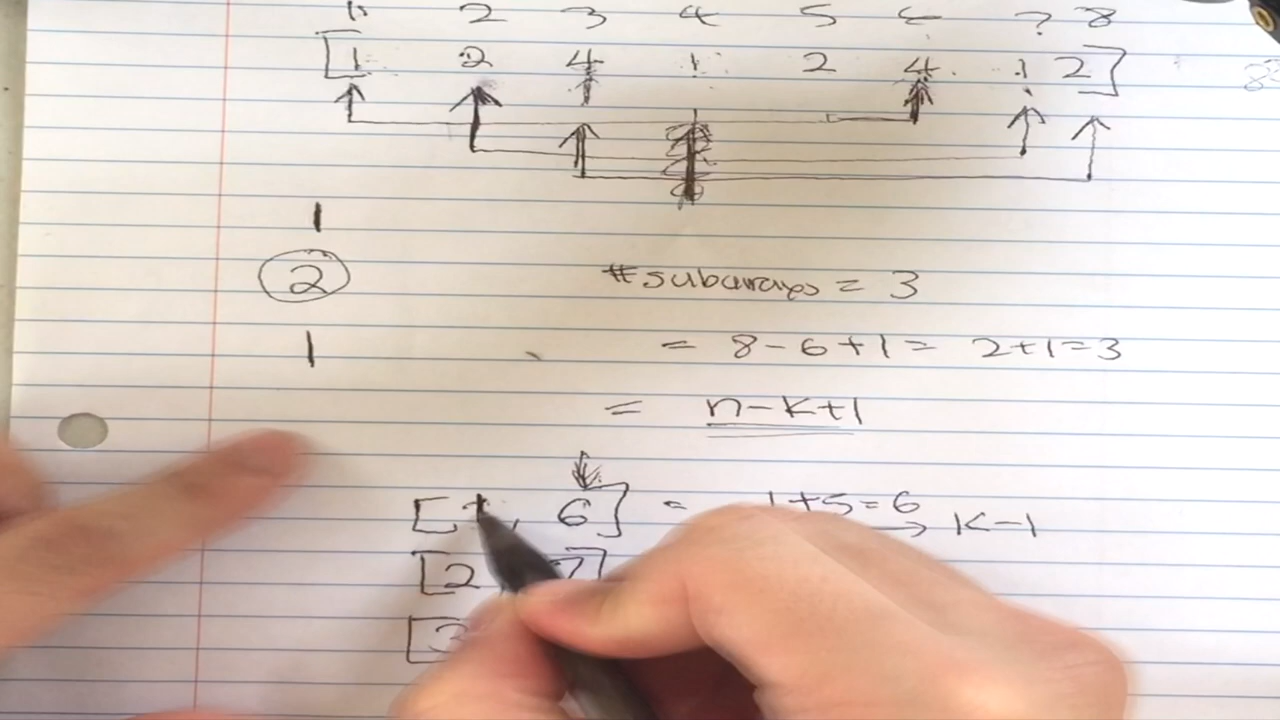 1 2 3 4 5 6 7 8
[1 2 4 1 2 4 1 2]
1
2
1
#subarrays = 3
= 8-6+1 = 2+1=3
= n-k+1
[1, 6] = 1+5=6 → k-1
[2 7]
[3